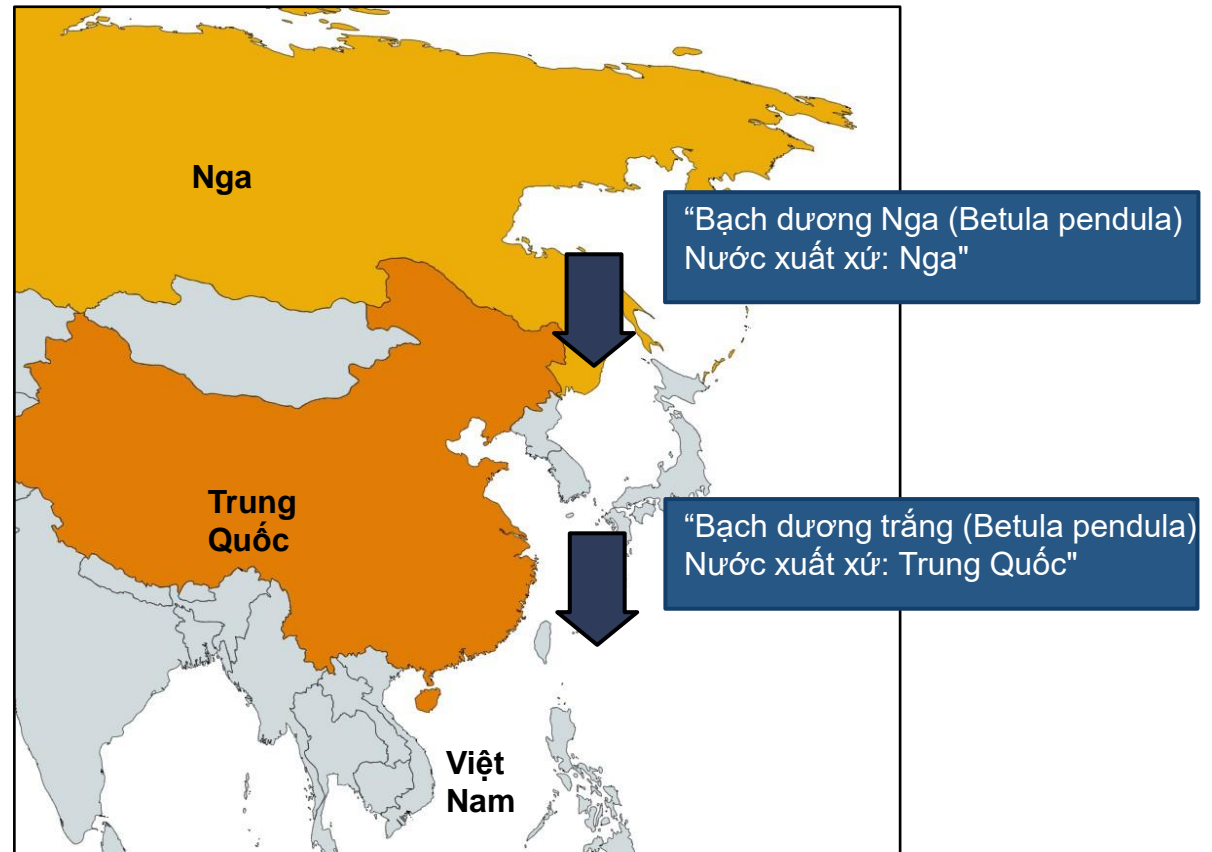 Nga
“Bạch dương Nga (Betula pendula)
Nước xuất xứ: Nga"
Trung
Quốc
“Bạch dương trắng (Betula pendula)
Nước xuất xứ: Trung Quốc"
Việt
Nam